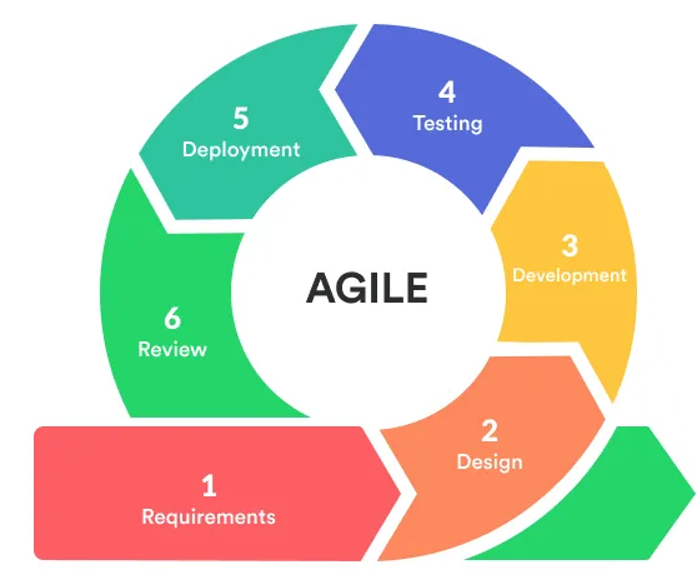 4
Testing
5
Deployment
3
Development
AGILE
6
Review
2
Design
1
Requirements